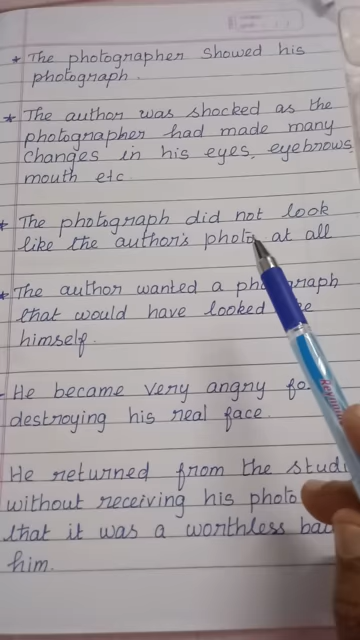 * The photographer showed his
photograph.
* The author was shocked as the
photographer had made many
changes in his eyes, eyebrows,
mouth etc
* The photograph did not look
like the author's photo at all
* The author wanted a
that would have looked
himself.
- He became very angry
destroying his real face.
He returned from the
without receiving his
that it was a worthless
him.